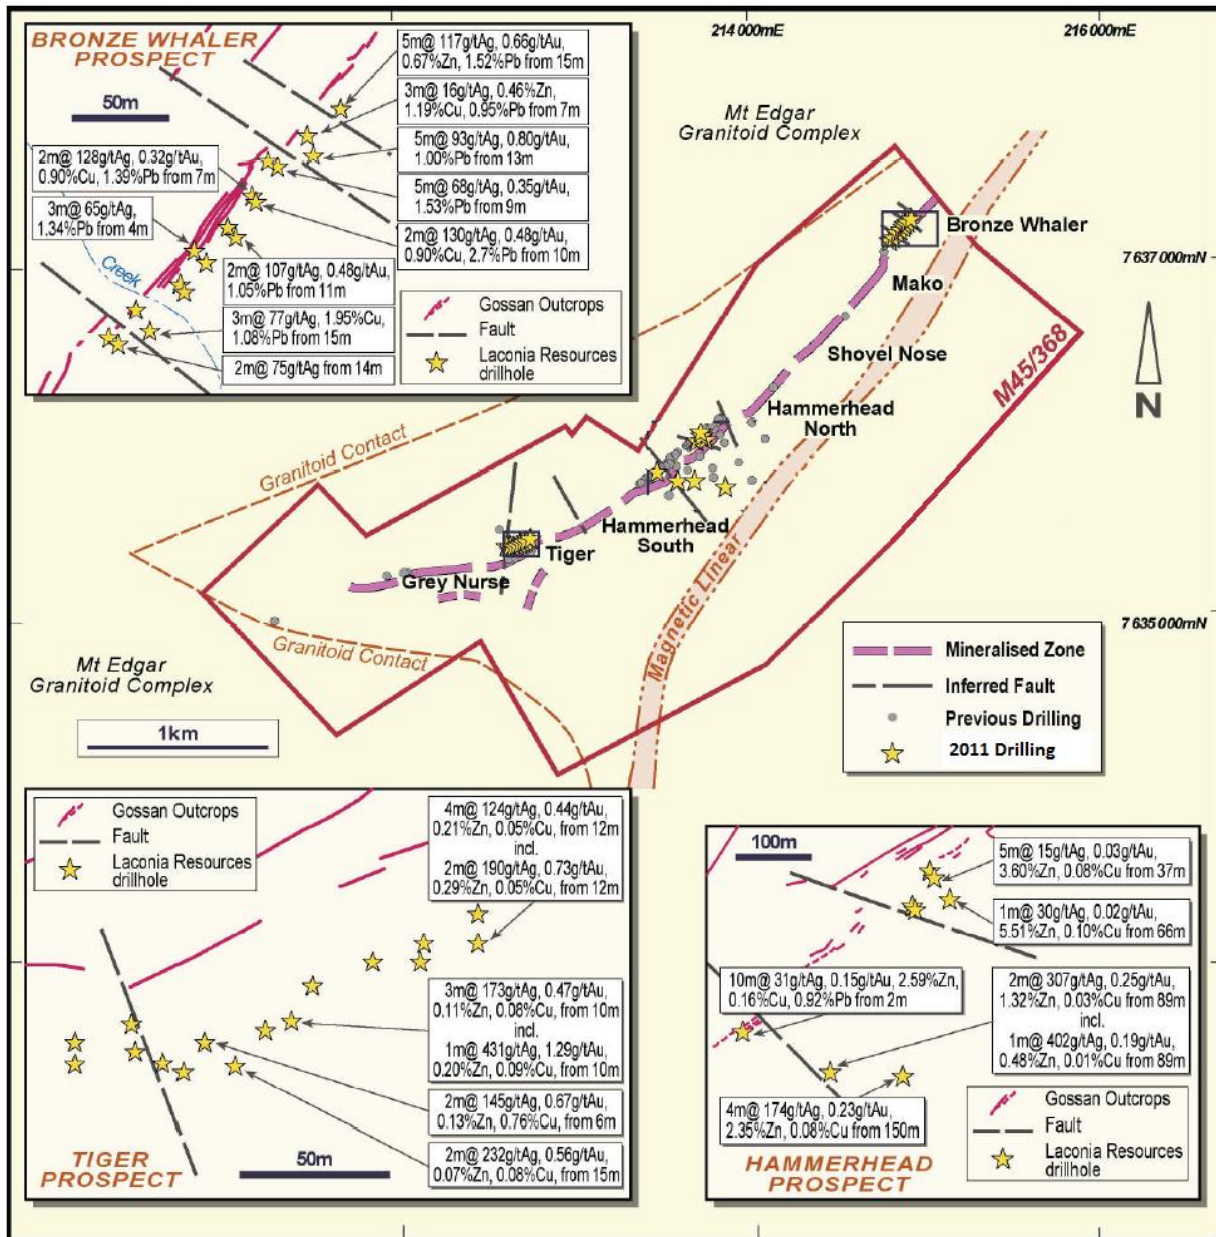 214 000mE
216 000mE
BRONZE WHALER
PROSPECT
50m
5m@ 117g/tAg, 0.66g/tAu,
0.67%Zn, 1.52%Pb from 15m
3m@ 16g/tAg, 0.46%Zn,
1.19%Cu, 0.95%Pb from 7m
5m@ 93g/tAg, 0.80g/tAu,
1.00%Pb from 13m
2m@ 128g/tAg, 0.32g/tAu,
0.90%Cu, 1.39%Pb from 7m
5m@ 68g/tAg, 0.35g/tAu,
1.53%Pb from 9m
3m@ 65g/tAg,
1.34%Pb from 4m
2m@ 130g/tAg, 0.48g/tAu,
0.90%Cu, 2.7%Pb from 10m
Creek
2m@ 107g/tAg, 0.48g/tAu,
1.05%Pb from 11m
3m@ 77g/tAg, 1.95%Cu,
1.08%Pb from 15m
2m@ 75g/tAg from 14m
Gossan Outcrops
Fault
Laconia Resources
drillhole
Mt Edgar
Granitoid Complex
Bronze Whaler
7 637 000mN
Mako
Shovel Nose
M45/368
N
Hammerhead
North
Granitoid Contact
Hammerhead
South
Tiger
Grey Nurse
Magnetic Linear
Granitoid Contact
7 635 000mN
Mt Edgar
Granitoid Complex
1km
Mineralised Zone
Inferred Fault
Previous Drilling
2011 Drilling
Gossan Outcrops
Fault
Laconia Resources
drillhole
4m@ 124g/tAg, 0.44g/tAu,
0.21%Zn, 0.05%Cu, from 12m
incl.
2m@ 190g/tAg, 0.73g/tAu,
0.29%Zn, 0.05%Cu, from 12m
3m@ 173g/tAg, 0.47g/tAu,
0.11%Zn, 0.08%Cu, from 10m
incl.
1m@ 431g/tAg, 1.29g/tAu,
0.20%Zn, 0.09%Cu, from 10m
2m@ 145g/tAg, 0.67g/tAu,
0.13%Zn, 0.76%Cu, from 6m
2m@ 232g/tAg, 0.56g/tAu,
0.07%Zn, 0.08%Cu, from 15m
TIGER
PROSPECT
50m
100m
5m@ 15g/tAg, 0.03g/tAu,
3.60%Zn, 0.08%Cu from 37m
1m@ 30g/tAg, 0.02g/tAu,
5.51%Zn, 0.10%Cu from 66m
10m@ 31g/tAg, 0.15g/tAu, 2.59%Zn,
0.16%Cu, 0.92%Pb from 2m
2m@ 307g/tAg, 0.25g/tAu,
1.32%Zn, 0.03%Cu from 89m
incl.
1m@ 402g/tAg, 0.19g/tAu,
0.48%Zn, 0.01%Cu from 89m
4m@ 174g/tAg, 0.23g/tAu,
2.35%Zn, 0.08%Cu from 150m
Gossan Outcrops
Fault
Laconia Resources
drillhole
HAMMERHEAD
PROSPECT